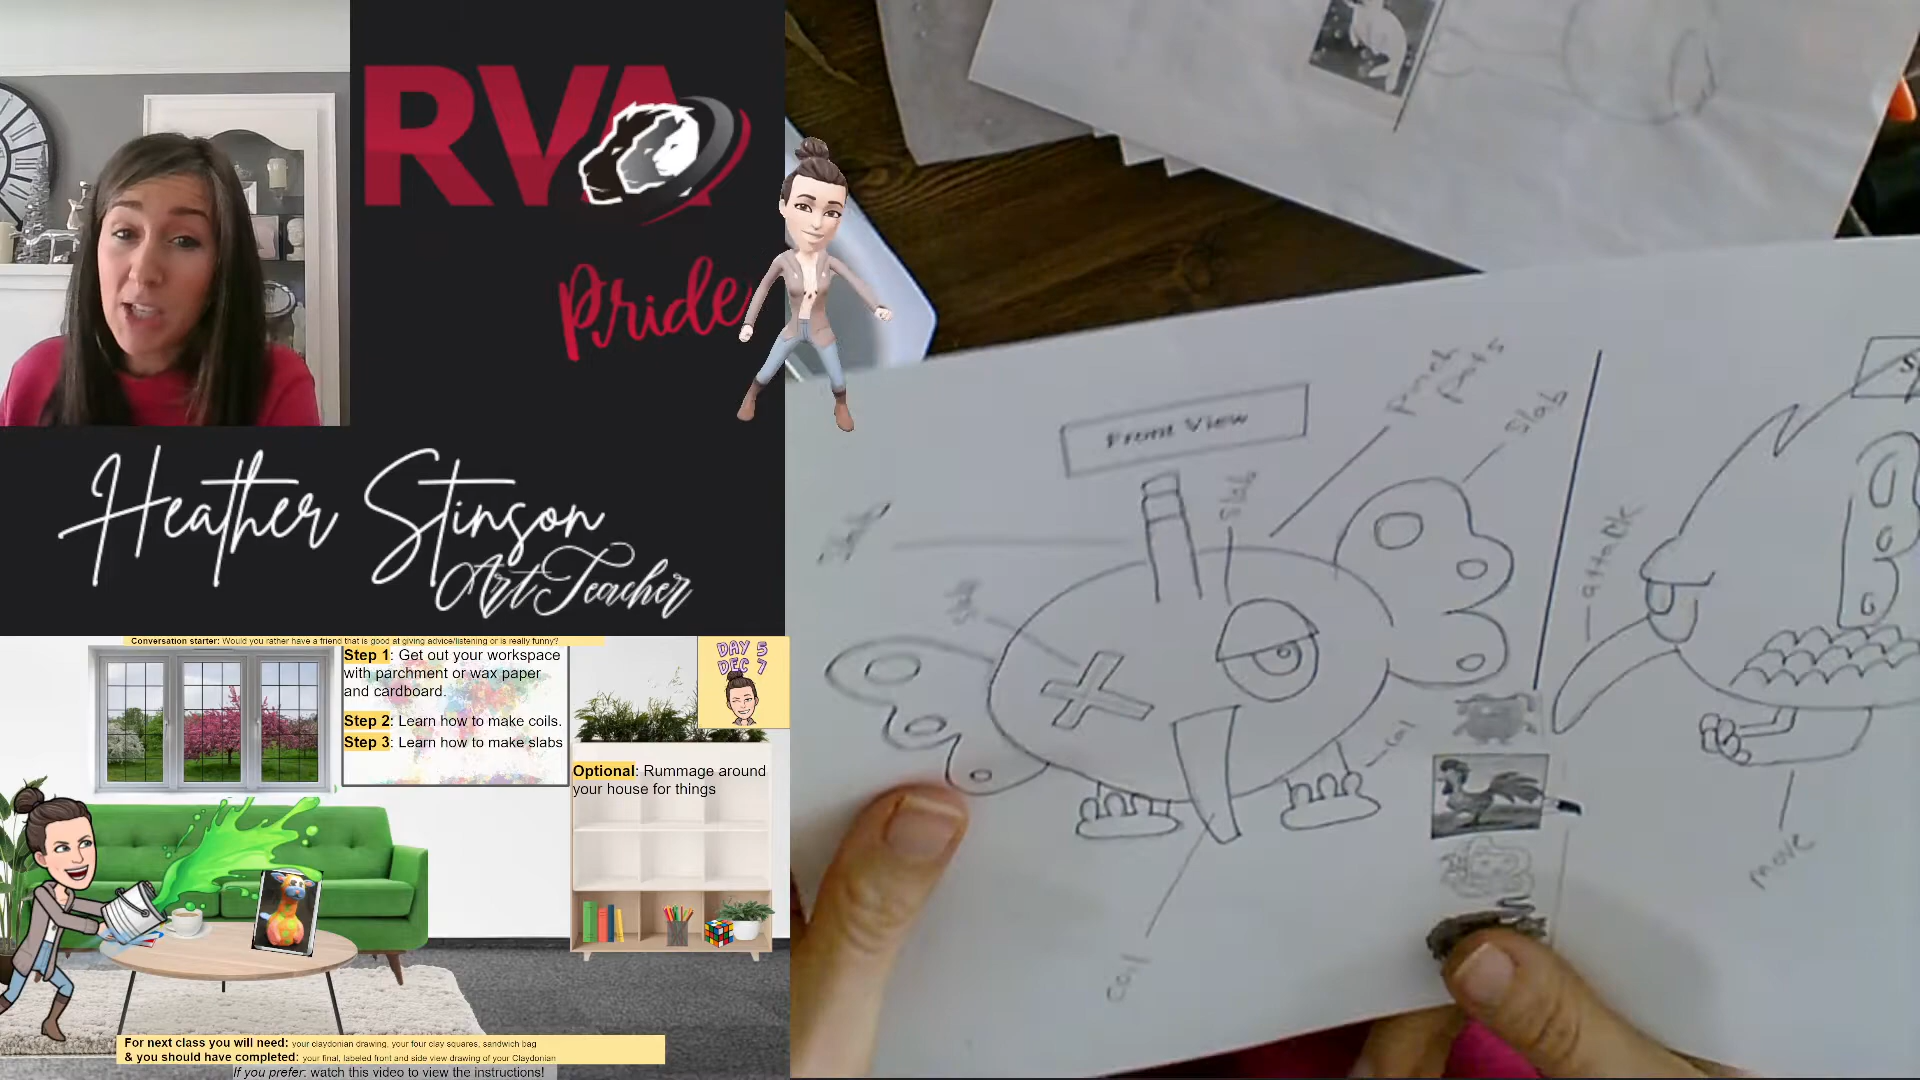 RVA
Pride
Heather Stinson
Art Teacher
Conversation starter: Would you rather have a friend that is good at giving advice/listening or is really funny?
Step 1: Get out your workspace
with parchment or wax paper
and cardboard.
Step 2: Learn how to make coils.
Step 3: Learn how to make slabs
DAY 5
DEC 7
Optional: Rummage around
your house for things
For next class you will need: your claydonian drawing, your four clay squares, sandwich bag
& you should have completed: your final, labeled front and side view drawing of your Claydonian
If you prefer: watch this video to view the instructions!
Front View
pinch
pots
slab
slab
coil
coil
attach
move